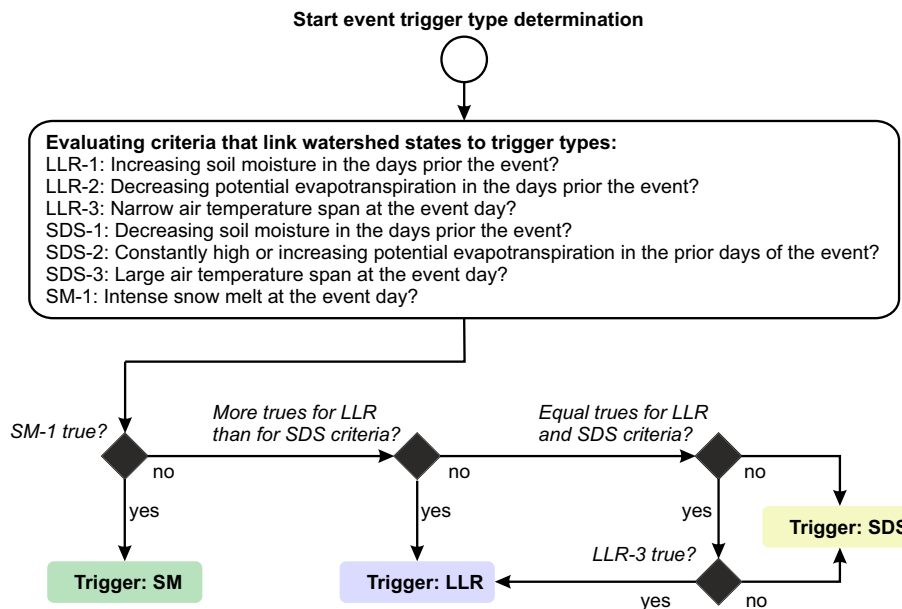 Start event trigger type determination
Evaluating criteria that link watershed states to trigger types:
LLR-1: Increasing soil moisture in the days prior the event?
LLR-2: Decreasing potential evapotranspiration in the days prior the event?
LLR-3: Narrow air temperature span at the event day?
SDS-1: Decreasing soil moisture in the days prior the event?
SDS-2: Constantly high or increasing potential evapotranspiration in the prior days of the event?
SDS-3: Large air temperature span at the event day?
SM-1: Intense snow melt at the event day?
SM-1 true?
More trues for LLR
than for SDS criteria?
Equal trues for LLR
and SDS criteria?
no
no
no
yes
yes
yes
Trigger: SDS
LLR-3 true?
Trigger: SM
Trigger: LLR
yes
no